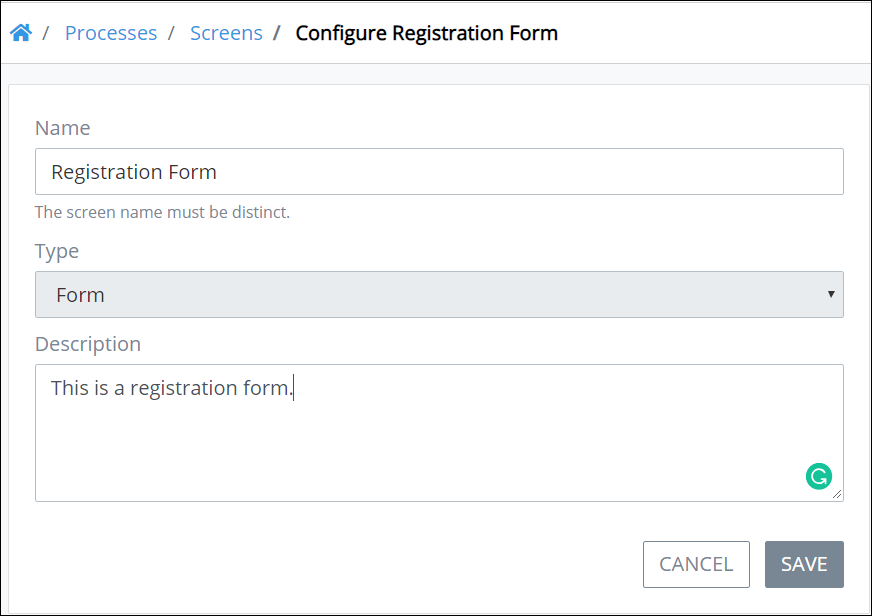 / Processes / Screens / Configure Registration Form
Name
Registration Form
The screen name must be distinct.
Type
Form
Description
This is a registration form.
CANCEL SAVE